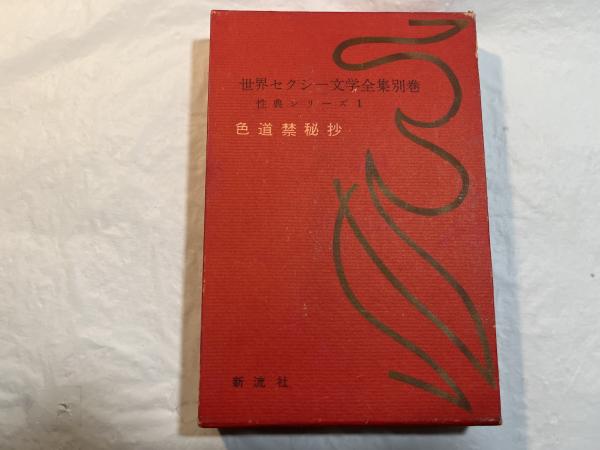 世界セクシー文学全集別巻
性典シリーズ1
色道禁秘抄
新流社